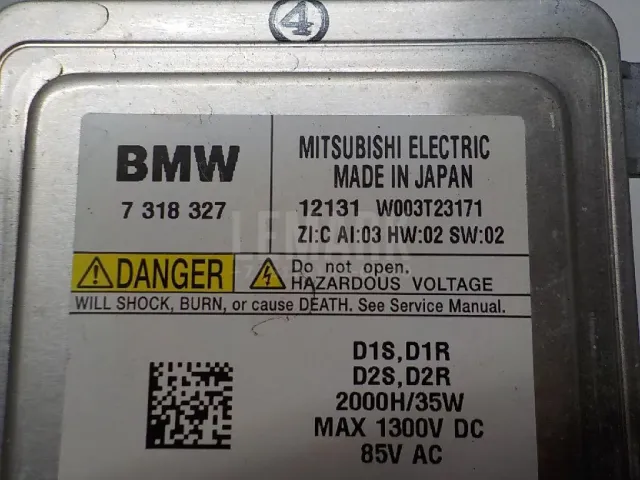 4
BMW
7 318 327
MITSUBISHI ELECTRIC
MADE IN JAPAN
12131 W003T23171
ZI:C AI:03 HW:02 SW:02
DANGER
Do not open.
HAZARDOUS VOLTAGE
WILL SHOCK, BURN, or cause DEATH. See Service Manual.
D1S,D1R
D2S,D2R
2000H/35W
MAX 1300V DC
85V AC